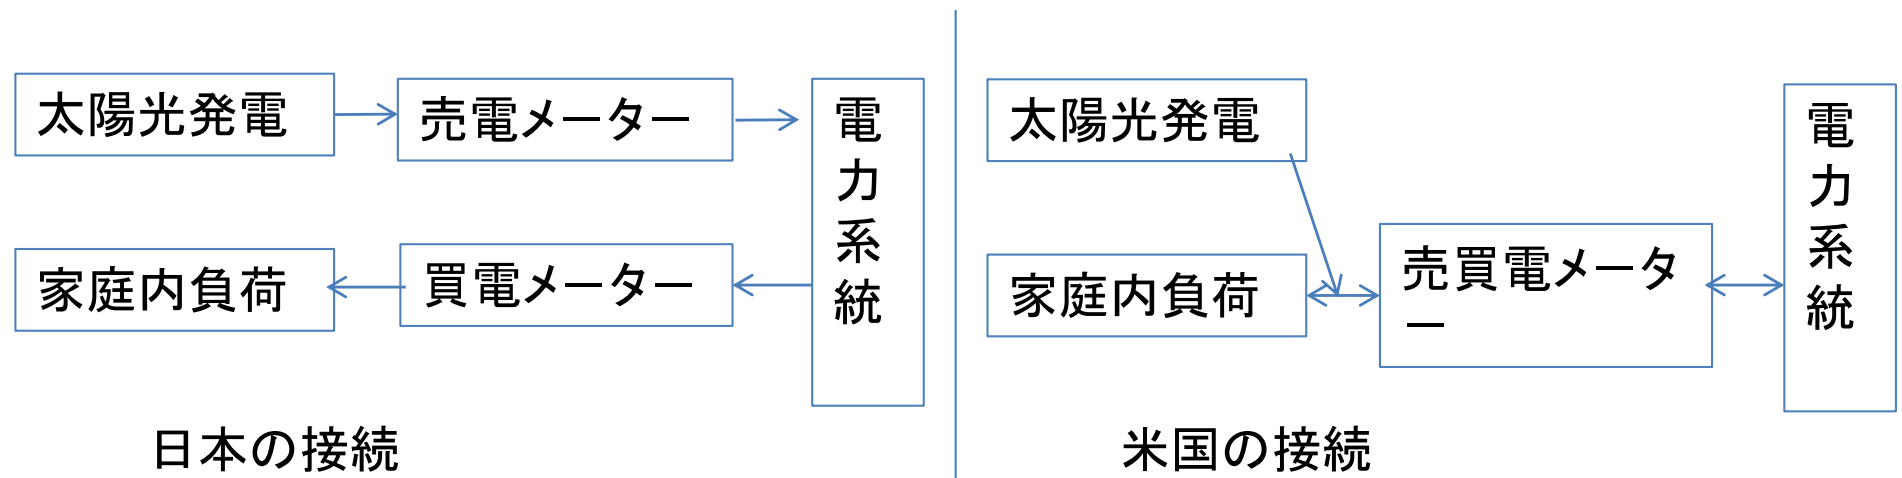 太陽光発電
売電メーター
電力系統
家庭内負荷
買電メーター
日本の接続
太陽光発電
家庭内負荷
売買電メータ
ー
電力系統
米国の接続